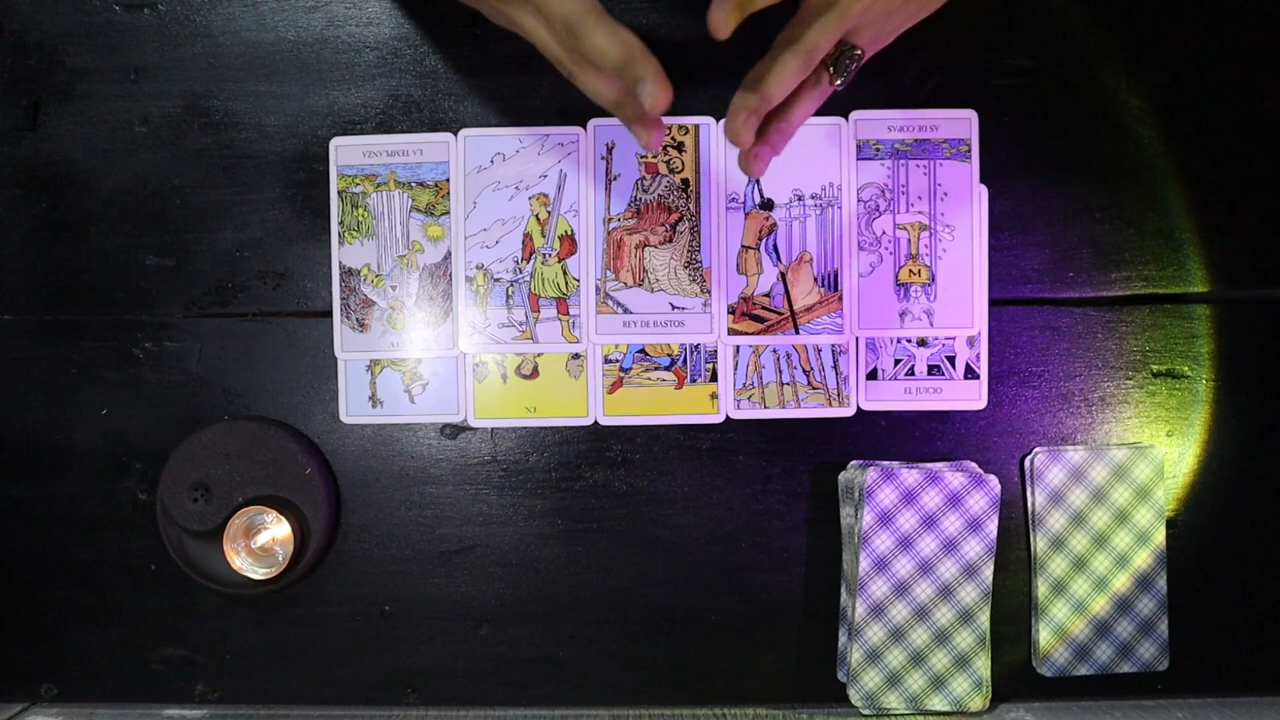 LA TEMPLANZA
V
REY DE BASTOS
AS DE COPAS
M
EL JUICIO